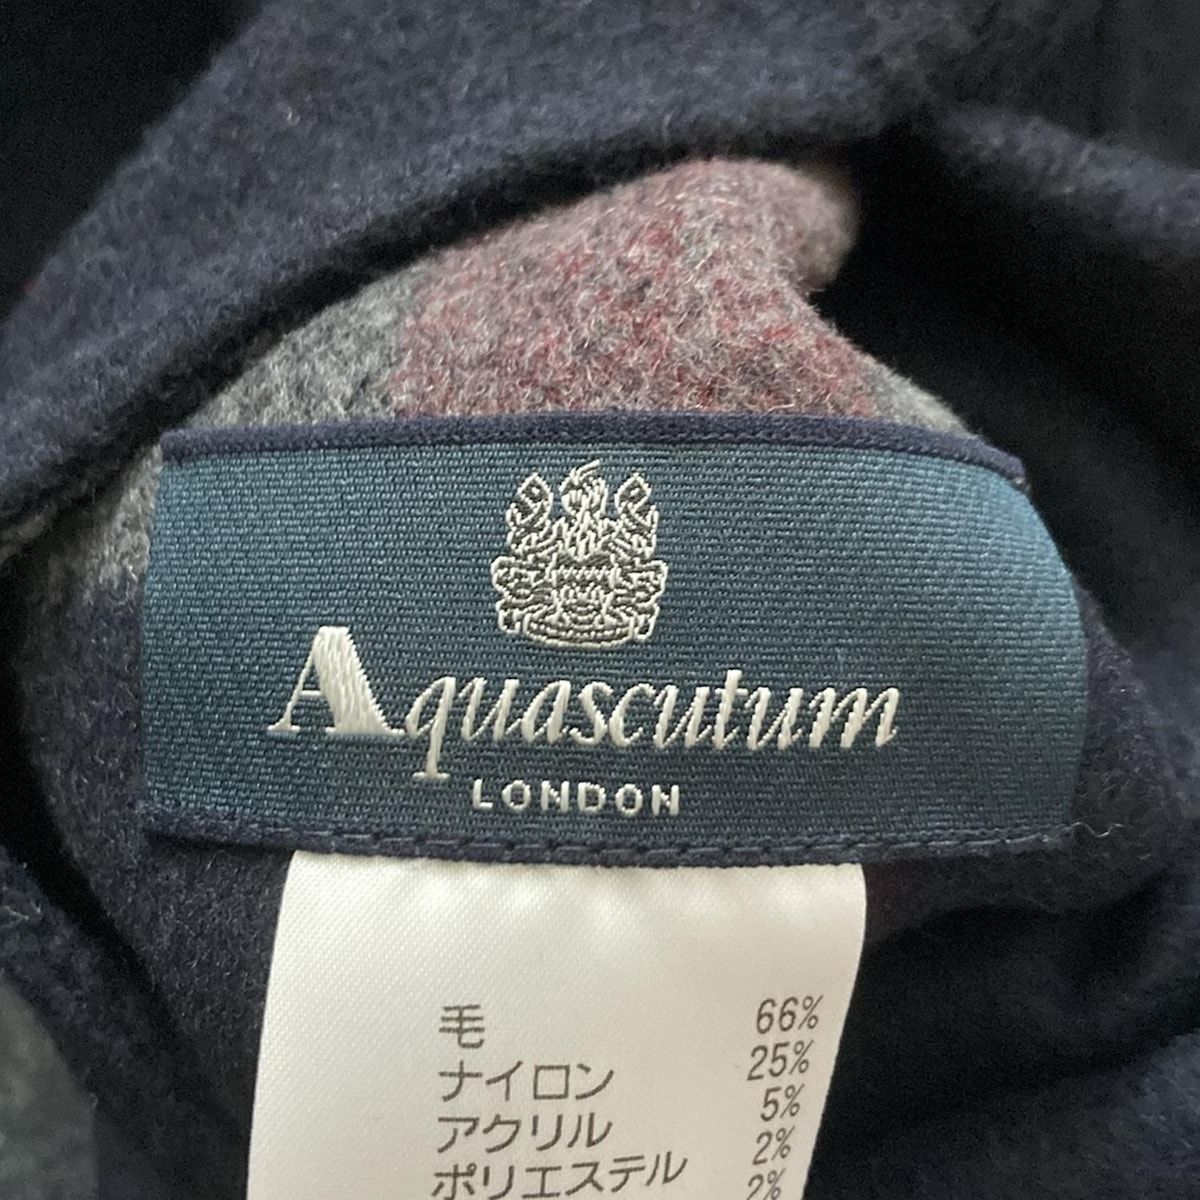 Aquascutum
LONDON
毛 66%
ナイロン 25%
アクリル 5%
ポリエステル 2%
2%